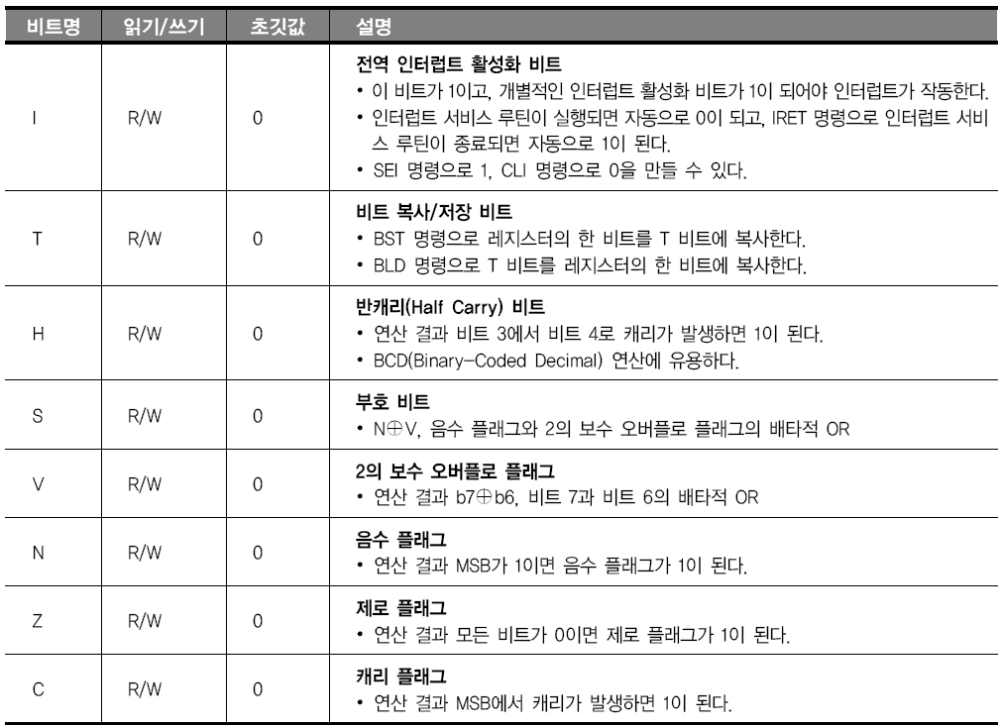 비트명 읽기/쓰기 초깃값 설명
전역 인터럽트 활성화 비트
• 이 비트가 1이고, 개별적인 인터럽트 활성화 비트가 1이 되어야 인터럽트가 작동한다.
I R/W 0 • 인터럽트 서비스 루틴이 실행되면 자동으로 0이 되고, IRET 명령으로 인터럽트 서비
스 루틴이 종료되면 자동으로 1이 된다.
• SEI 명령으로 1, CLI 명령으로 0을 만들 수 있다.
비트 복사/저장 비트
T R/W 0 • BST 명령으로 레지스터의 한 비트를 T 비트에 복사한다.
• BLD 명령으로 T 비트를 레지스터의 한 비트에 복사한다.
반캐리(Half Carry) 비트
H R/W 0 • 연산 결과 비트 3에서 비트 4로 캐리가 발생하면 1이 된다.
• BCD(Binary-Coded Decimal) 연산에 유용하다.
부호 비트
S R/W 0 • N⊕V, 음수 플래그와 2의 보수 오버플로 플래그의 배타적 OR
2의 보수 오버플로 플래그
V R/W 0 • 연산 결과 b7⊕b6, 비트 7과 비트 6의 배타적 OR
음수 플래그
N R/W 0 • 연산 결과 MSB가 1이면 음수 플래그가 1이 된다.
제로 플래그
Z R/W 0 • 연산 결과 모든 비트가 0이면 제로 플래그가 1이 된다.
캐리 플래그
C R/W 0 • 연산 결과 MSB에서 캐리가 발생하면 1이 된다.